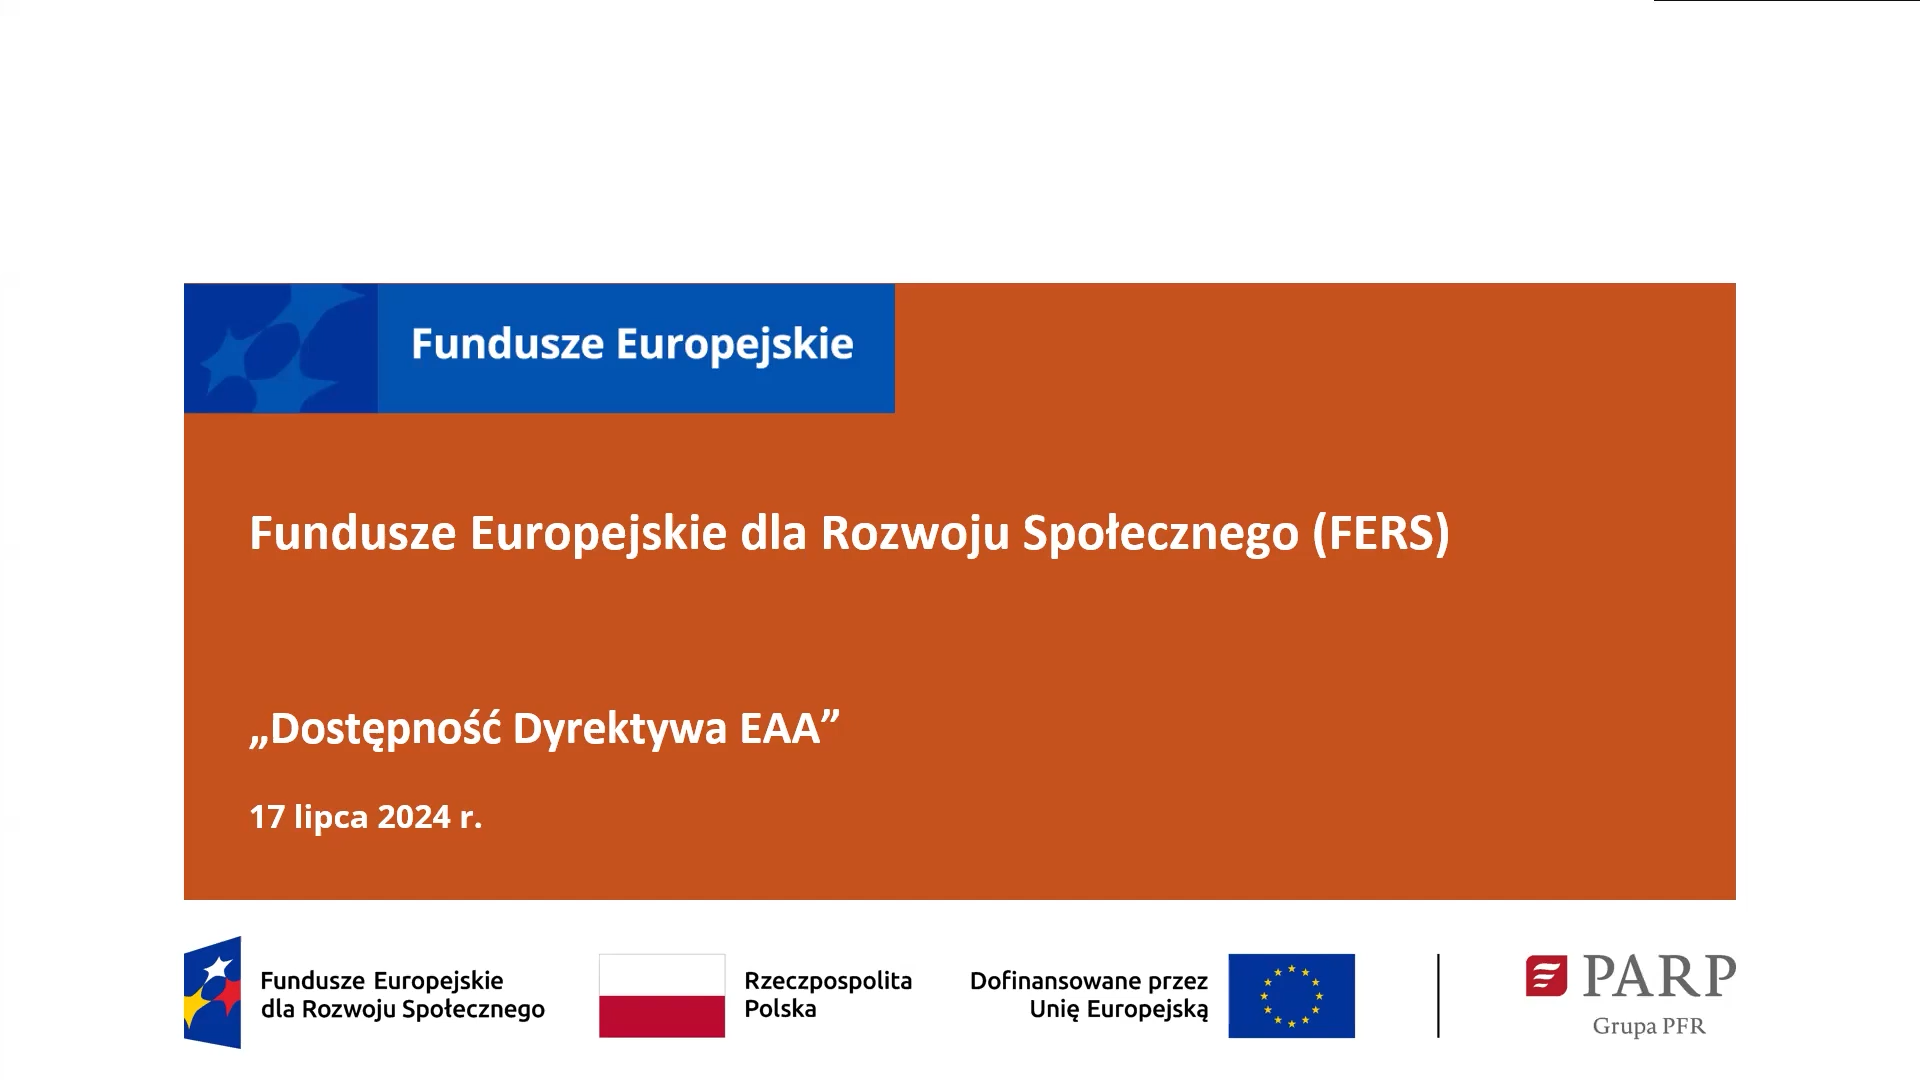 Fundusze Europejskie
Fundusze Europejskie dla Rozwoju Społecznego (FERS)
„Dostępność Dyrektywa EAA”
17 lipca 2024 r.
Fundusze Europejskie
dla Rozwoju Społecznego
Rzeczpospolita
Polska
Dofinansowane przez
Unię Europejską
PARP
Grupa PFR